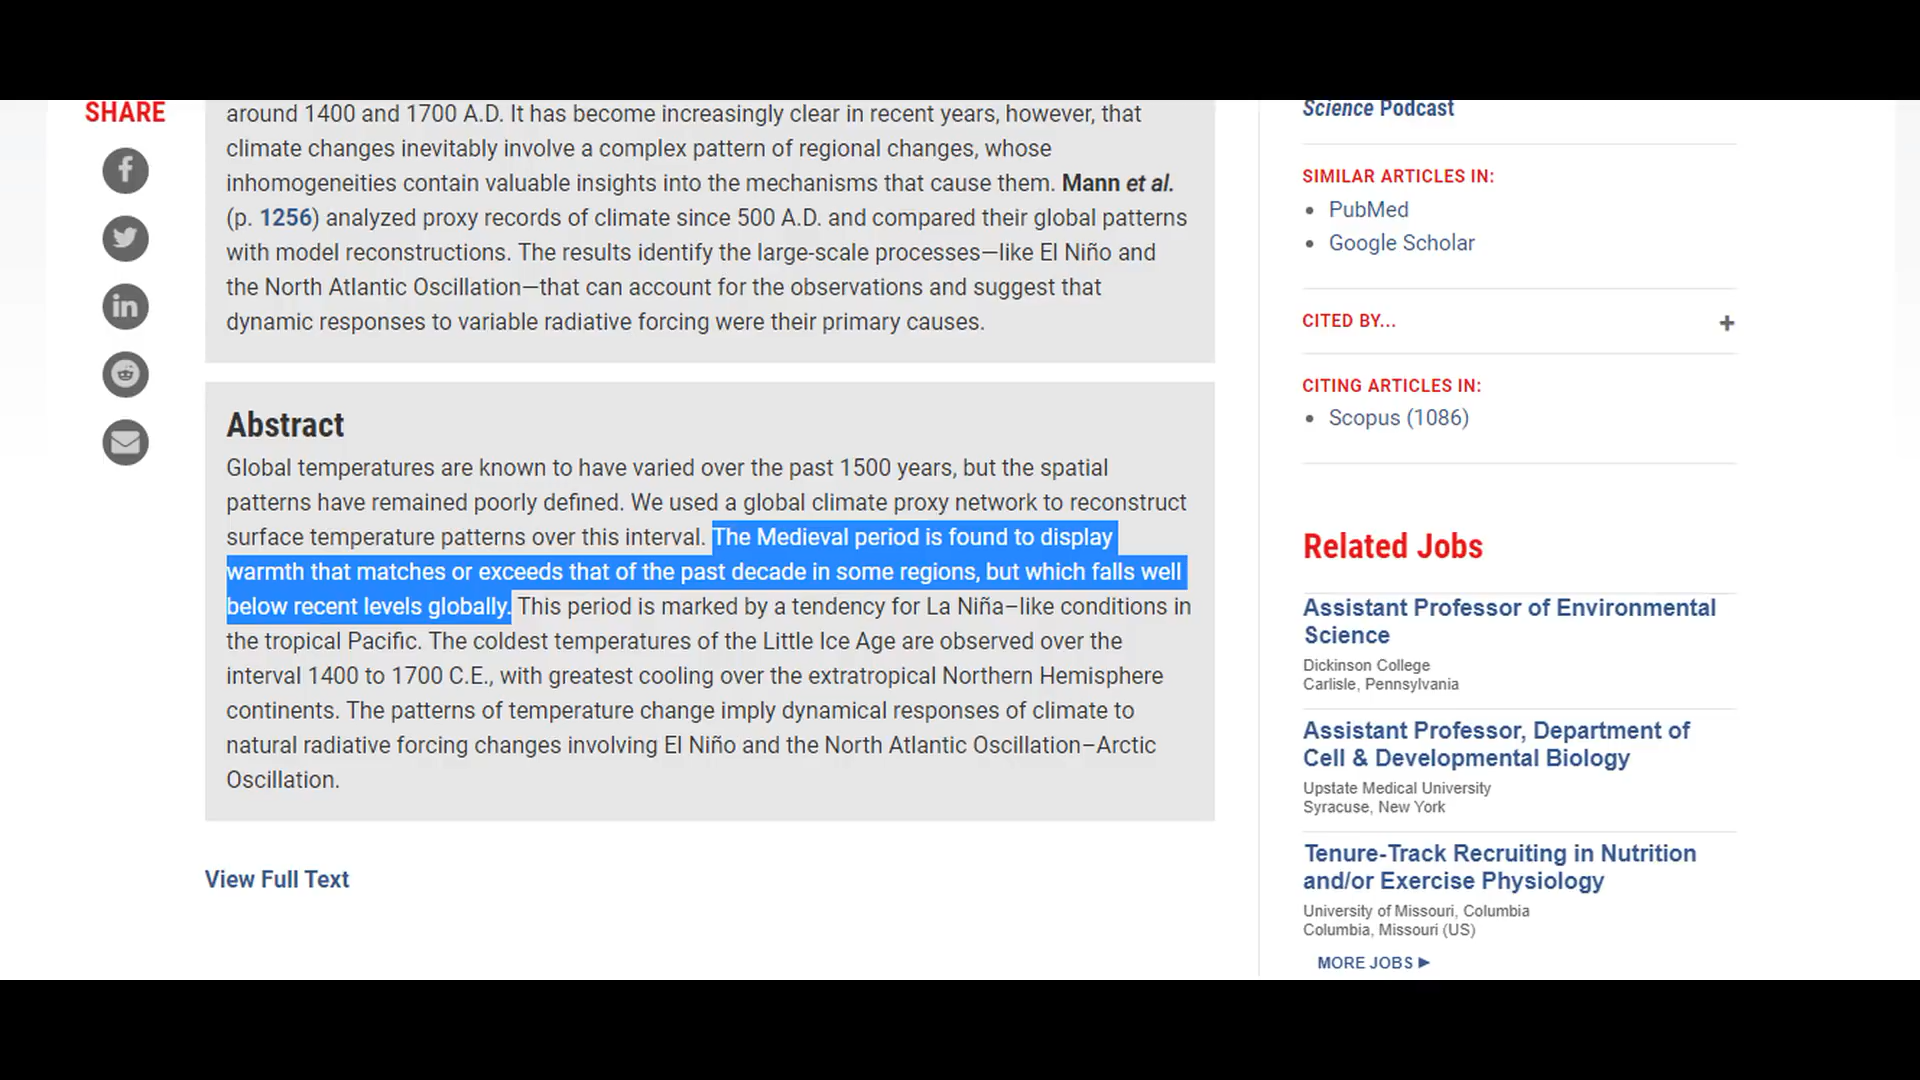 SHARE
around 1400 and 1700 A.D. It has become increasingly clear in recent years, however, that
climate changes inevitably involve a complex pattern of regional changes, whose
inhomogeneities contain valuable insights into the mechanisms that cause them. Mann et al.
(p. 1256) analyzed proxy records of climate since 500 A.D. and compared their global patterns
with model reconstructions. The results identify the large-scale processes—like El Niño and
the North Atlantic Oscillation—that can account for the observations and suggest that
dynamic responses to variable radiative forcing were their primary causes.
Abstract
Global temperatures are known to have varied over the past 1500 years, but the spatial
patterns have remained poorly defined. We used a global climate proxy network to reconstruct
surface temperature patterns over this interval. The Medieval period is found to display
warmth that matches or exceeds that of the past decade in some regions, but which falls well
below recent levels globally. This period is marked by a tendency for La Niña–like conditions in
the tropical Pacific. The coldest temperatures of the Little Ice Age are observed over the
interval 1400 to 1700 C.E., with greatest cooling over the extratropical Northern Hemisphere
continents. The patterns of temperature change imply dynamical responses of climate to
natural radiative forcing changes involving El Niño and the North Atlantic Oscillation–Arctic
Oscillation.
View Full Text
Science Podcast
SIMILAR ARTICLES IN:
• PubMed
• Google Scholar
CITED BY...
+
CITING ARTICLES IN:
• Scopus (1086)
Related Jobs
Assistant Professor of Environmental
Science
Dickinson College
Carlisle, Pennsylvania
Assistant Professor, Department of
Cell & Developmental Biology
Upstate Medical University
Syracuse, New York
Tenure-Track Recruiting in Nutrition
and/or Exercise Physiology
University of Missouri, Columbia
Columbia, Missouri (US)
MORE JOBS ►